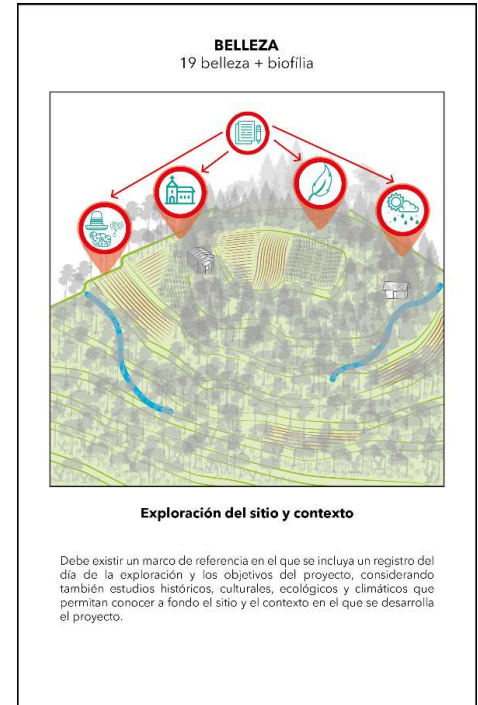 BELLEZA
19 belleza + biofília
Exploración del sitio y contexto
Debe existir un marco de referencia en el que se incluya un registro del
día de la exploración y los objetivos del proyecto, considerando
también estudios históricos, culturales, ecológicos y climáticos que
permitan conocer a fondo el sitio y el contexto en el que se desarrolla
el proyecto.